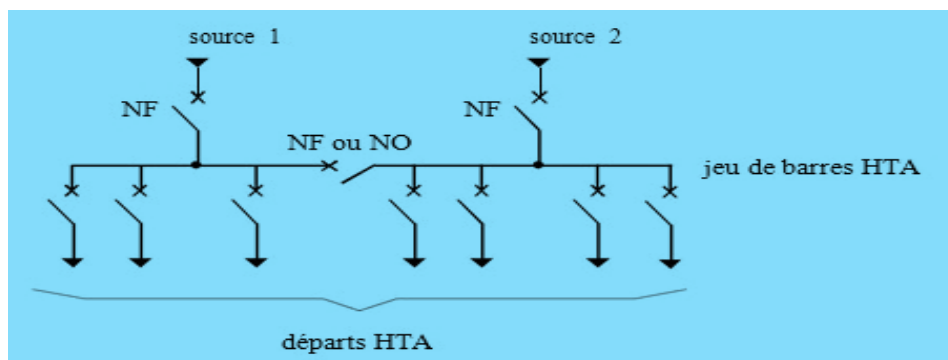 source 1
source 2
NF
NF
NF ou NO
jeu de barres HTA
départs HTA